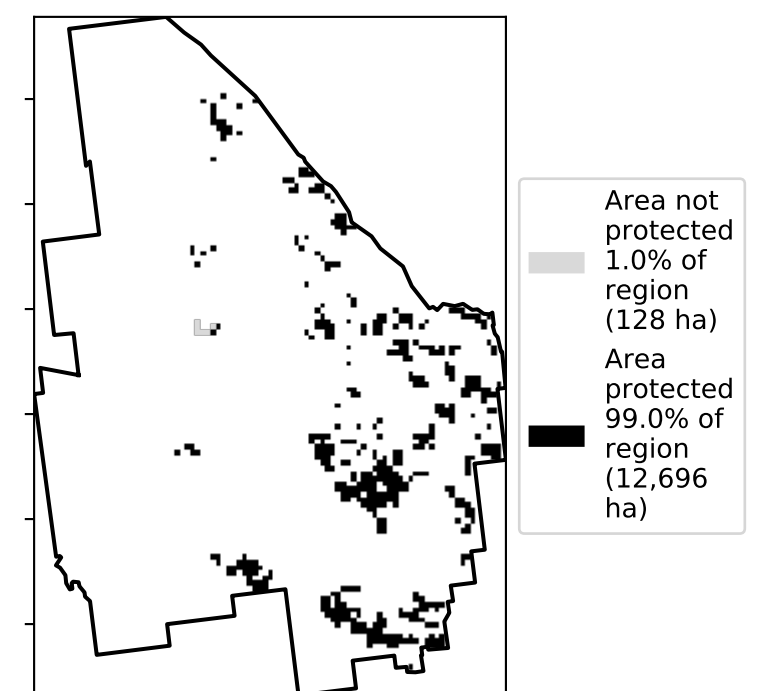 Area not
protected
1.0% of
region
(128 ha)
Area
protected
99.0% of
region
(12,696
ha)